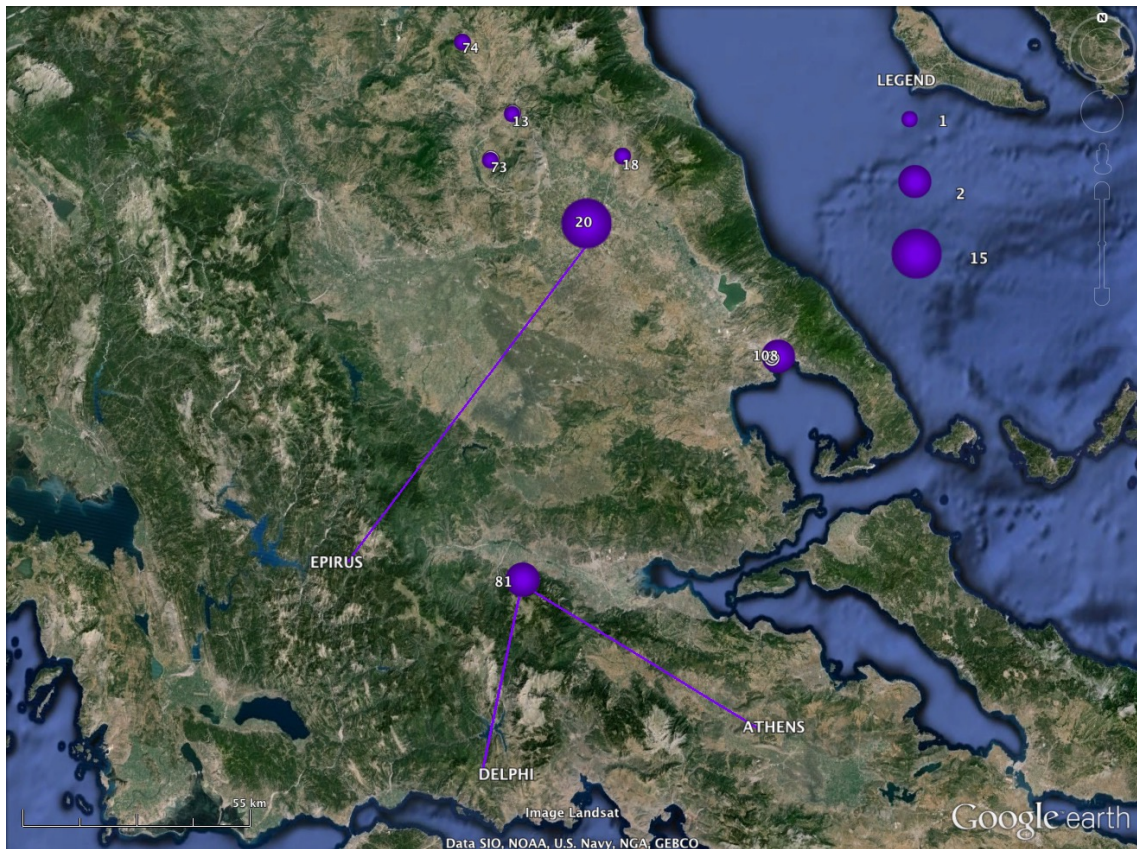 N
74
LEGEND
13
1
73
18
2
20
15
108
EPIRUS
81
ATHENS
DELPHI
55 km
Image Landsat
Google earth
Data SIO, NOAA, U.S. Navy, NGA, GEBCO